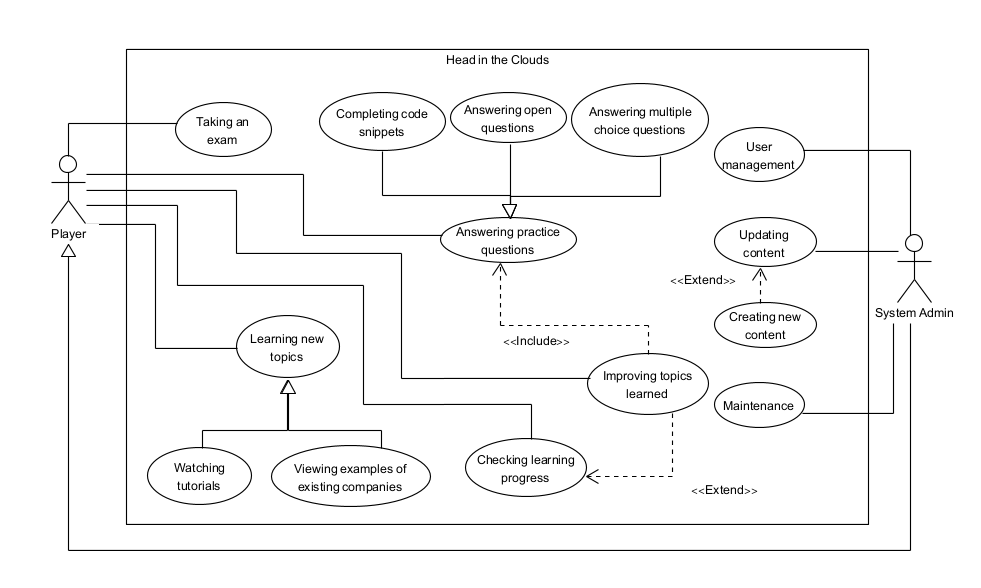 Head in the Clouds
Taking an
exam
Completing code
snippets
Answering open
questions
Answering multiple
choice questions
User
management
Player
Answering practice
questions
Updating
content
<<Extend>>
System Admin
Creating new
content
<<Include>>
Learning new
topics
Improving topics
learned
Maintenance
Watching
tutorials
Viewing examples of
existing companies
Checking learning
progress
<<Extend>>